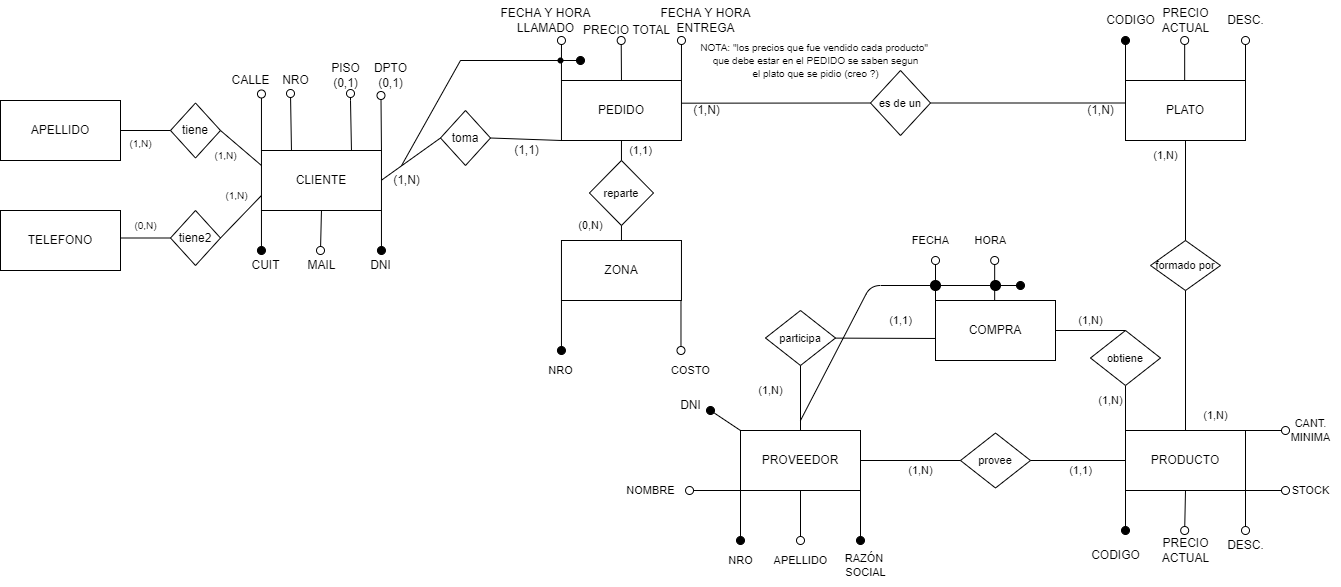 FECHA Y HORA
LLAMADO
PRECIO TOTAL
FECHA Y HORA
ENTREGA
CODIGO
PRECIO
ACTUAL
DESC.
NOTA: "los precios que fue vendido cada producto"
que debe estar en el PEDIDO se saben segun
el plato que se pidio (creo ?)
CALLE
NRO
PISO
(0,1)
DPTO
(0,1)
APELLIDO
tiene
(1,N)
(1,N)
CLIENTE
toma
(1,N)
(1,1)
PEDIDO
(1,N)
es de un
(1,N)
PLATO
(1,1)
(1,N)
TELEFONO
(0,N)
tiene2
(1,N)
CUIT
MAIL
DNI
reparte
(0,N)
ZONA
NRO
COSTO
FECHA
HORA
formado por
COMPRA
(1,1)
(1,N)
participa
(1,N)
obtiene
(1,N)
(1,N)
DNI
PROVEEDOR
(1,N)
provee
(1,1)
PRODUCTO
CANT.
MINIMA
NOMBRE
STOCK
NRO
APELLIDO
RAZÓN
SOCIAL
CODIGO
PRECIO
ACTUAL
DESC.